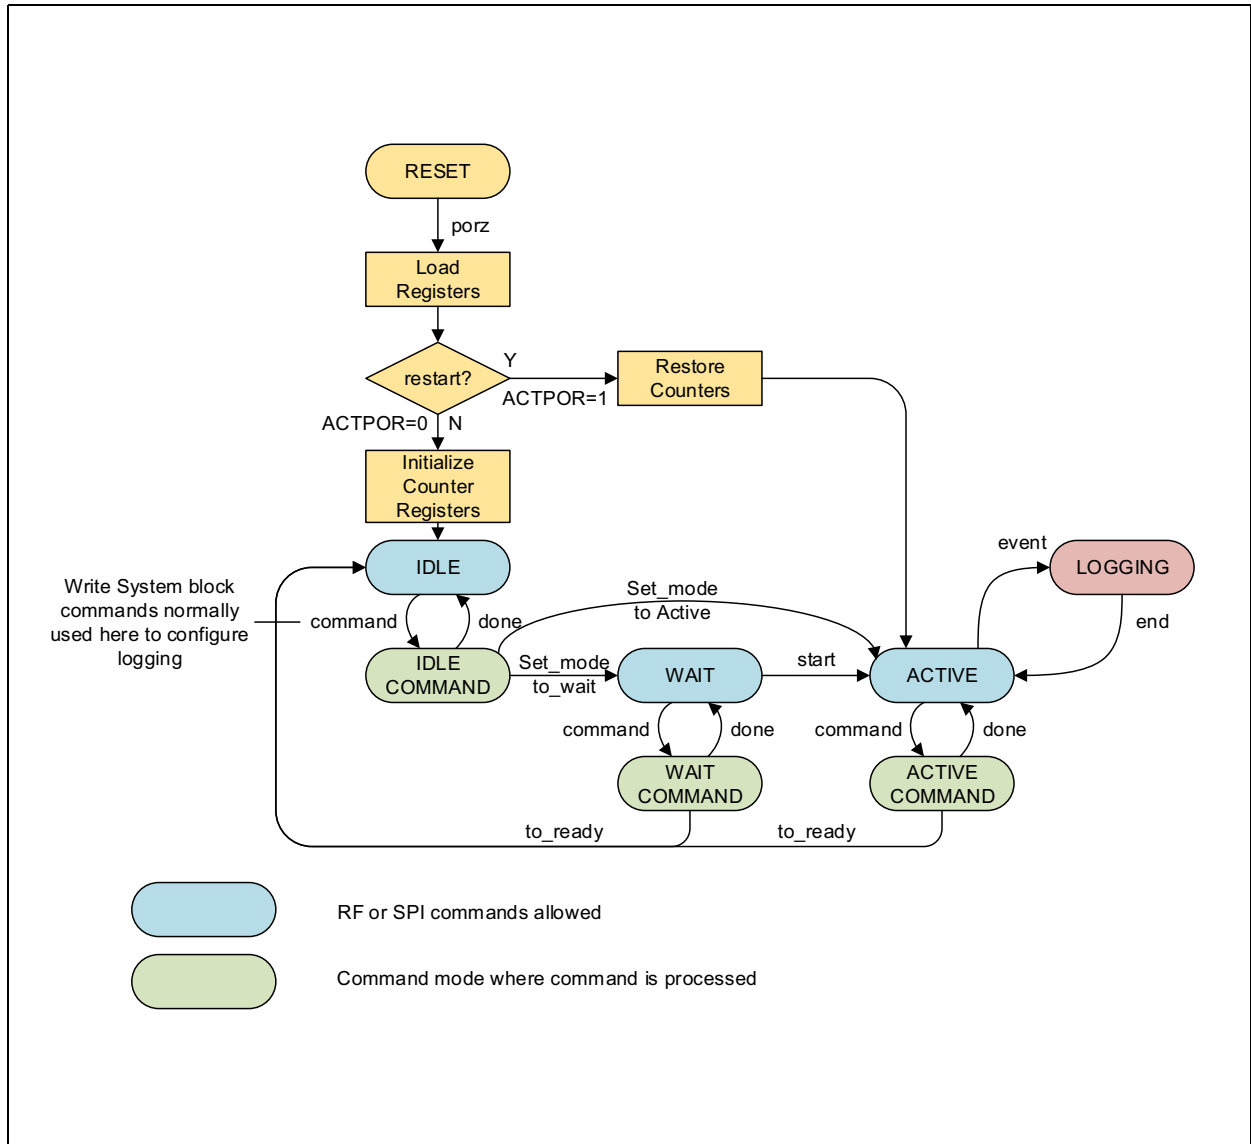 RESET
porz
Load
Registers
restart?
Y
ACTPOR=1
Restore
Counters
ACTPOR=0
N
Initialize
Counter
Registers
IDLE
Write System block
commands normally
used here to configure
logging
command
done
IDLE
COMMAND
Set_mode
to Active
Set_mode
to_wait
WAIT
start
ACTIVE
event
LOGGING
end
command
done
command
done
WAIT
COMMAND
ACTIVE
COMMAND
to_ready
to_ready
RF or SPI commands allowed
Command mode where command is processed